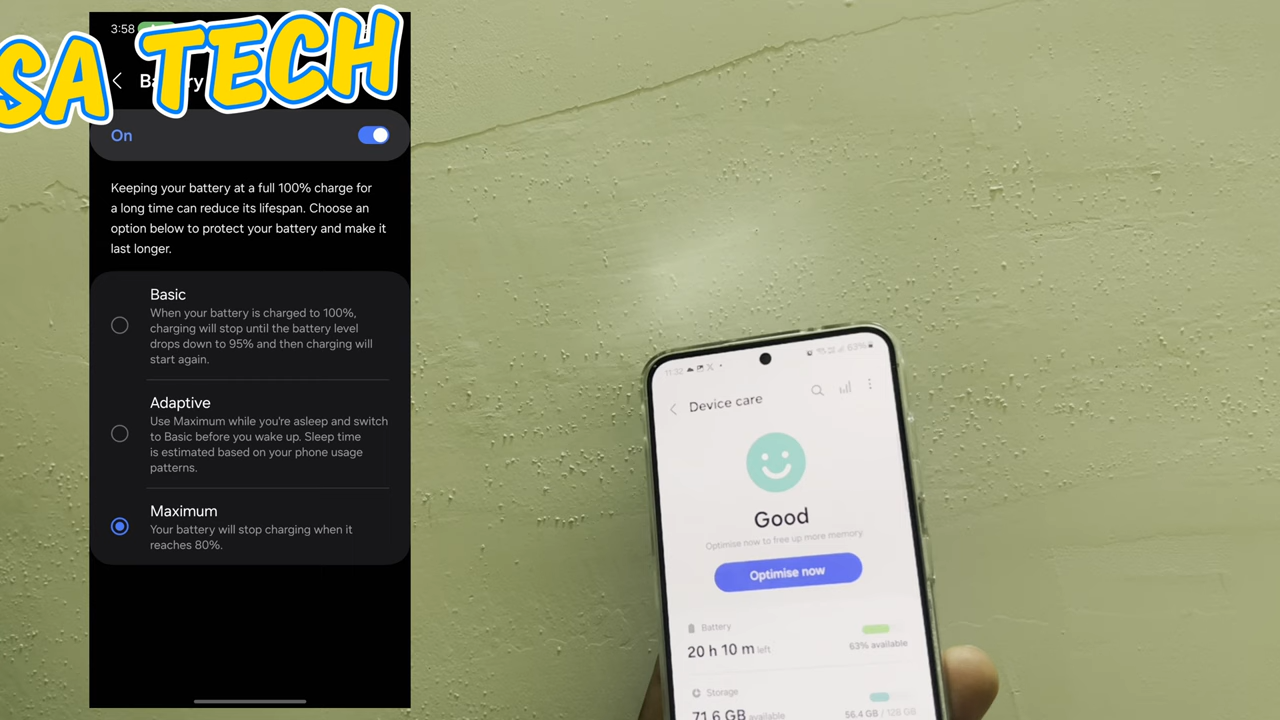 SA TECH
3:58
Battery
On
Keeping your battery at a full 100% charge for
a long time can reduce its lifespan. Choose an
option below to protect your battery and make it
last longer.
Basic
When your battery is charged to 100%,
charging will stop until the battery level
drops down to 95% and then charging will
start again.
Adaptive
Use Maximum while you're asleep and switch
to Basic before you wake up. Sleep time
is estimated based on your phone usage
patterns.
Maximum
Your battery will stop charging when it
reaches 80%.
11:32 63%
Device care
Good
Optimise now to free up more memory
Optimise now
Battery
20 h 10 m left
63% available
Storage
71.6 GB available
56.4 GB / 128 GB